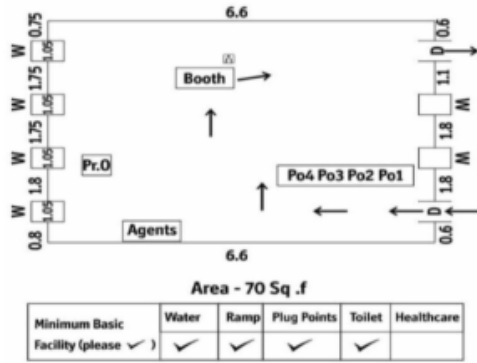 6.6
0.75
0.6
W
1.05
D
1.75
Booth
1.1
W
1.05
W
1.75
1.8
W
1.05
W
Pr.O
Po4 Po3 Po2 Po1
1.8
1.8
W
1.05
D
Agents
0.8
0.6
6.6
Area - 70 Sq .f
Minimum Basic
Facility (please ✓ )
Water Ramp Plug Points Toilet Healthcare
✓ ✓ ✓ ✓